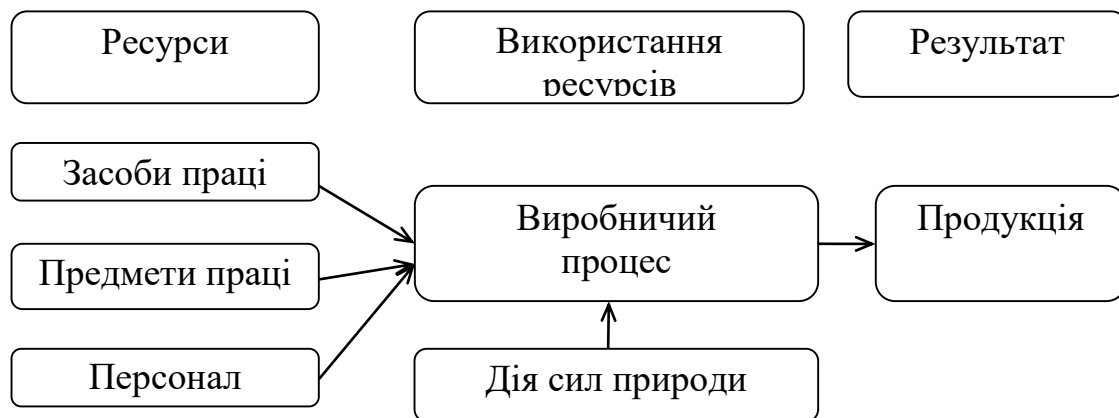 Ресурси
Використання
ресурсів
Результат
Засоби праці
Предмети праці
Персонал
Виробничий
процес
Дія сил природи
Продукція